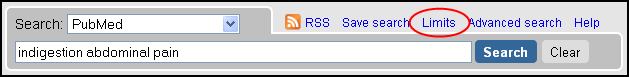 Search: PubMed RSS Save search Limits Advanced search Help
indigestion abdominal pain Search Clear